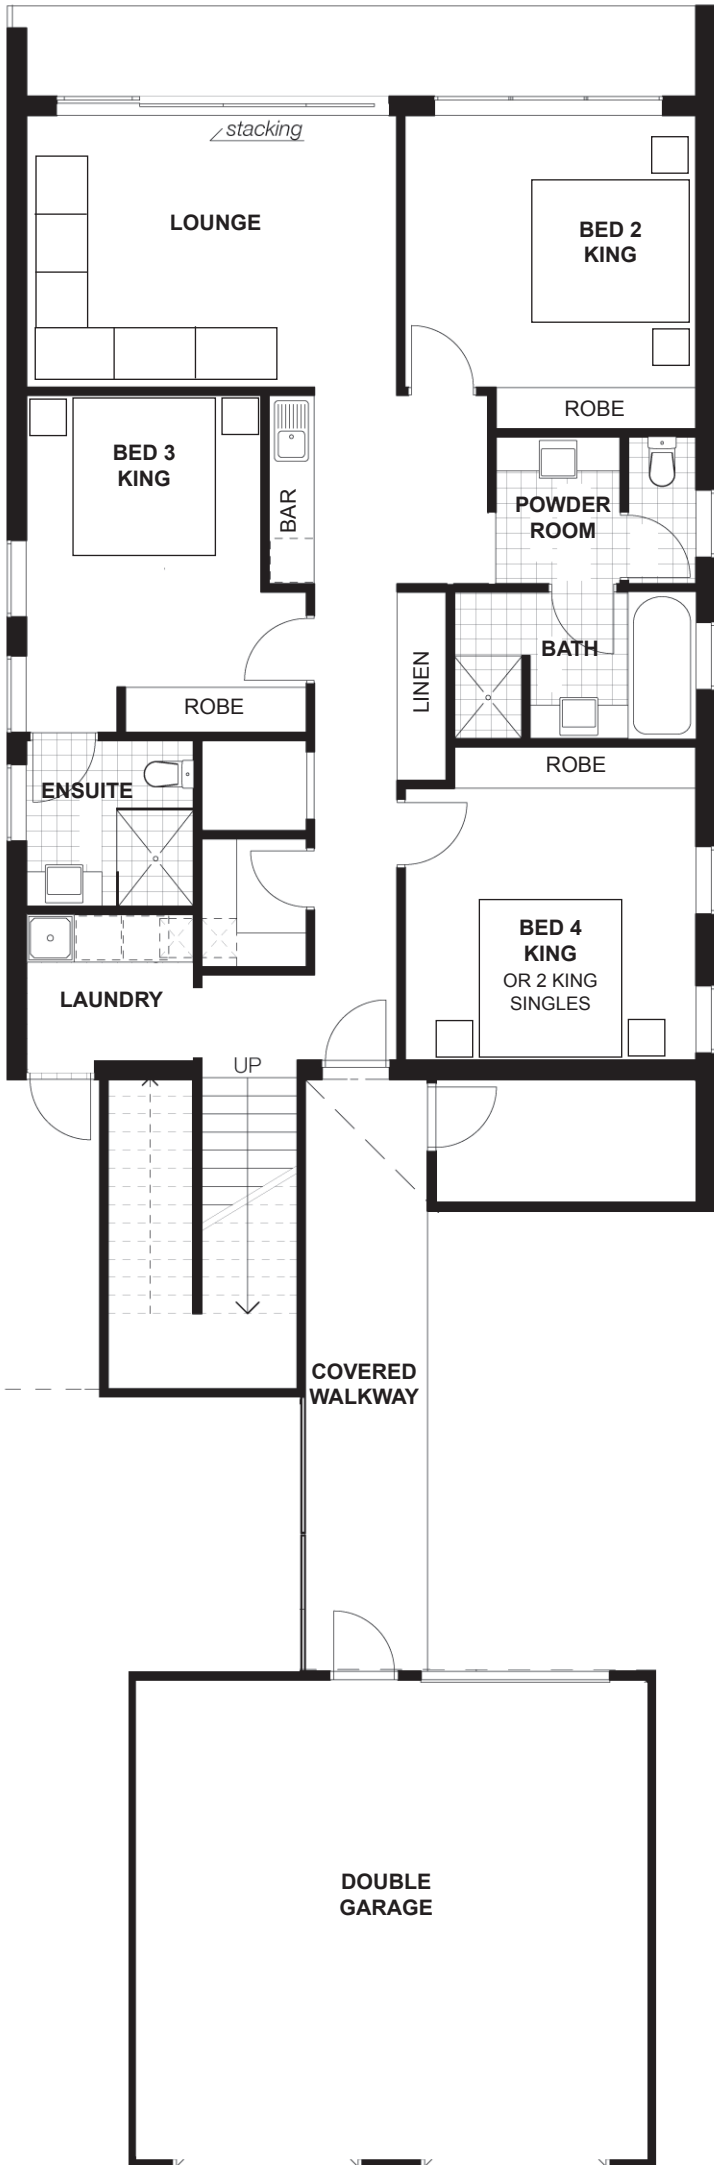 stacking
LOUNGE
BED 2
KING
ROBE
BED 3
KING
BAR
POWDER
ROOM
BATH
LINEN
ROBE
ROBE
ENSUITE
BED 4
KING
OR 2 KING
SINGLES
LAUNDRY
UP
COVERED
WALKWAY
DOUBLE
GARAGE